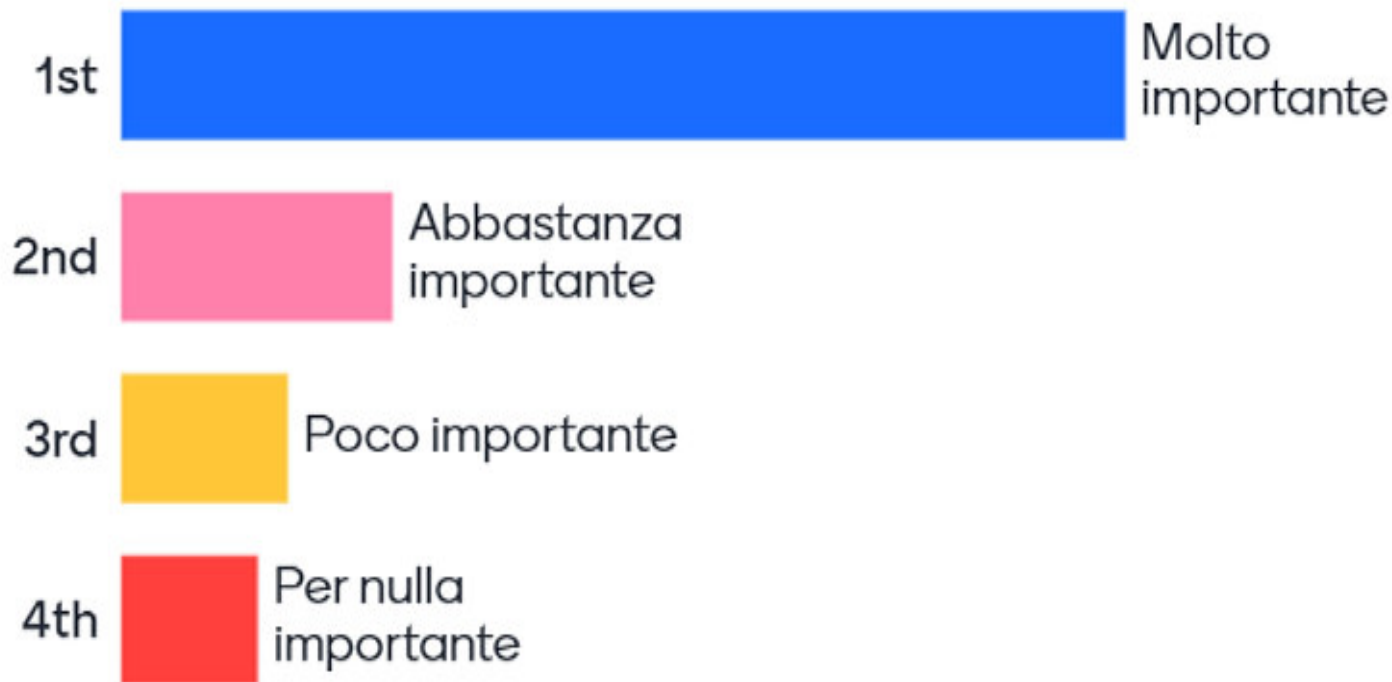 1st
Molto
importante
2nd
Abbastanza
importante
3rd
Poco importante
4th
Per nulla
importante